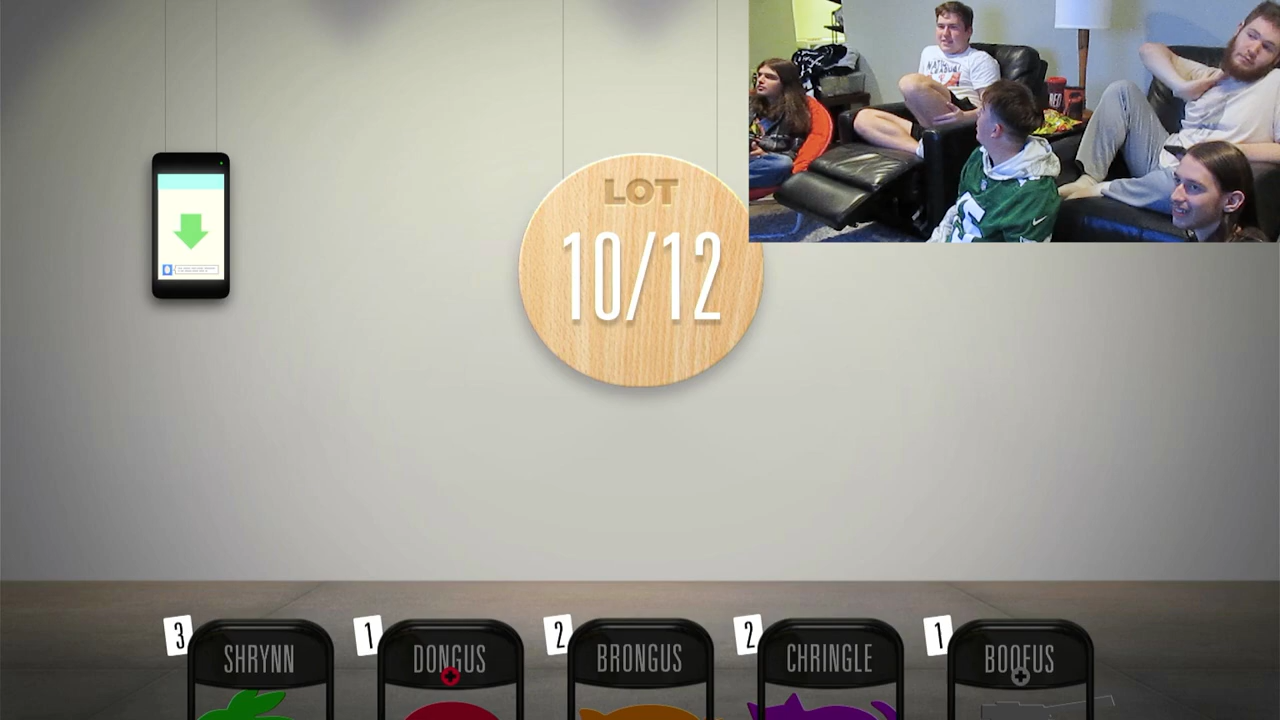 LOT
10/12
3 SHRYNN
1 DONGUS
2 BRONGUS
2 CHRINGLE
1 BOOFUS